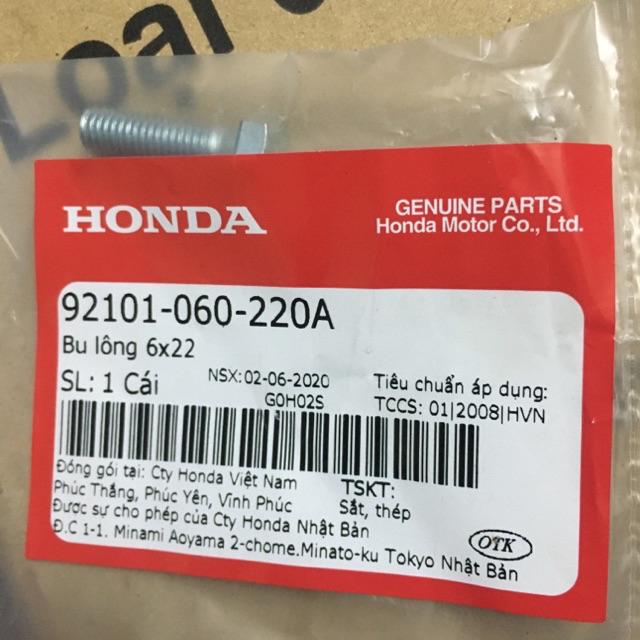 Loại
HONDA
GENUINE PARTS
Honda Motor Co., Ltd.
92101-060-220A
Bu lông 6x22
SL: 1 Cái
NSX: 02-06-2020
G0H02S
Tiêu chuẩn áp dụng:
TCCS: 01|2008|HVN
Đóng gói tại: Cty Honda Việt Nam
Phúc Thắng, Phúc Yên, Vĩnh Phúc
TSKT:
Sắt, thép
Được sự cho phép của Cty Honda Nhật Bản
Đ.C 1-1. Minami Aoyama 2-chome.Minato-ku Tokyo Nhật Bản
OTK